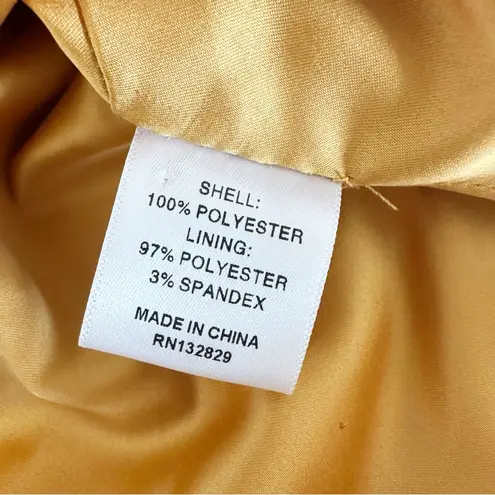 SHELL:
100% POLYESTER
LINING:
97% POLYESTER
3% SPANDEX
MADE IN CHINA
RN132829